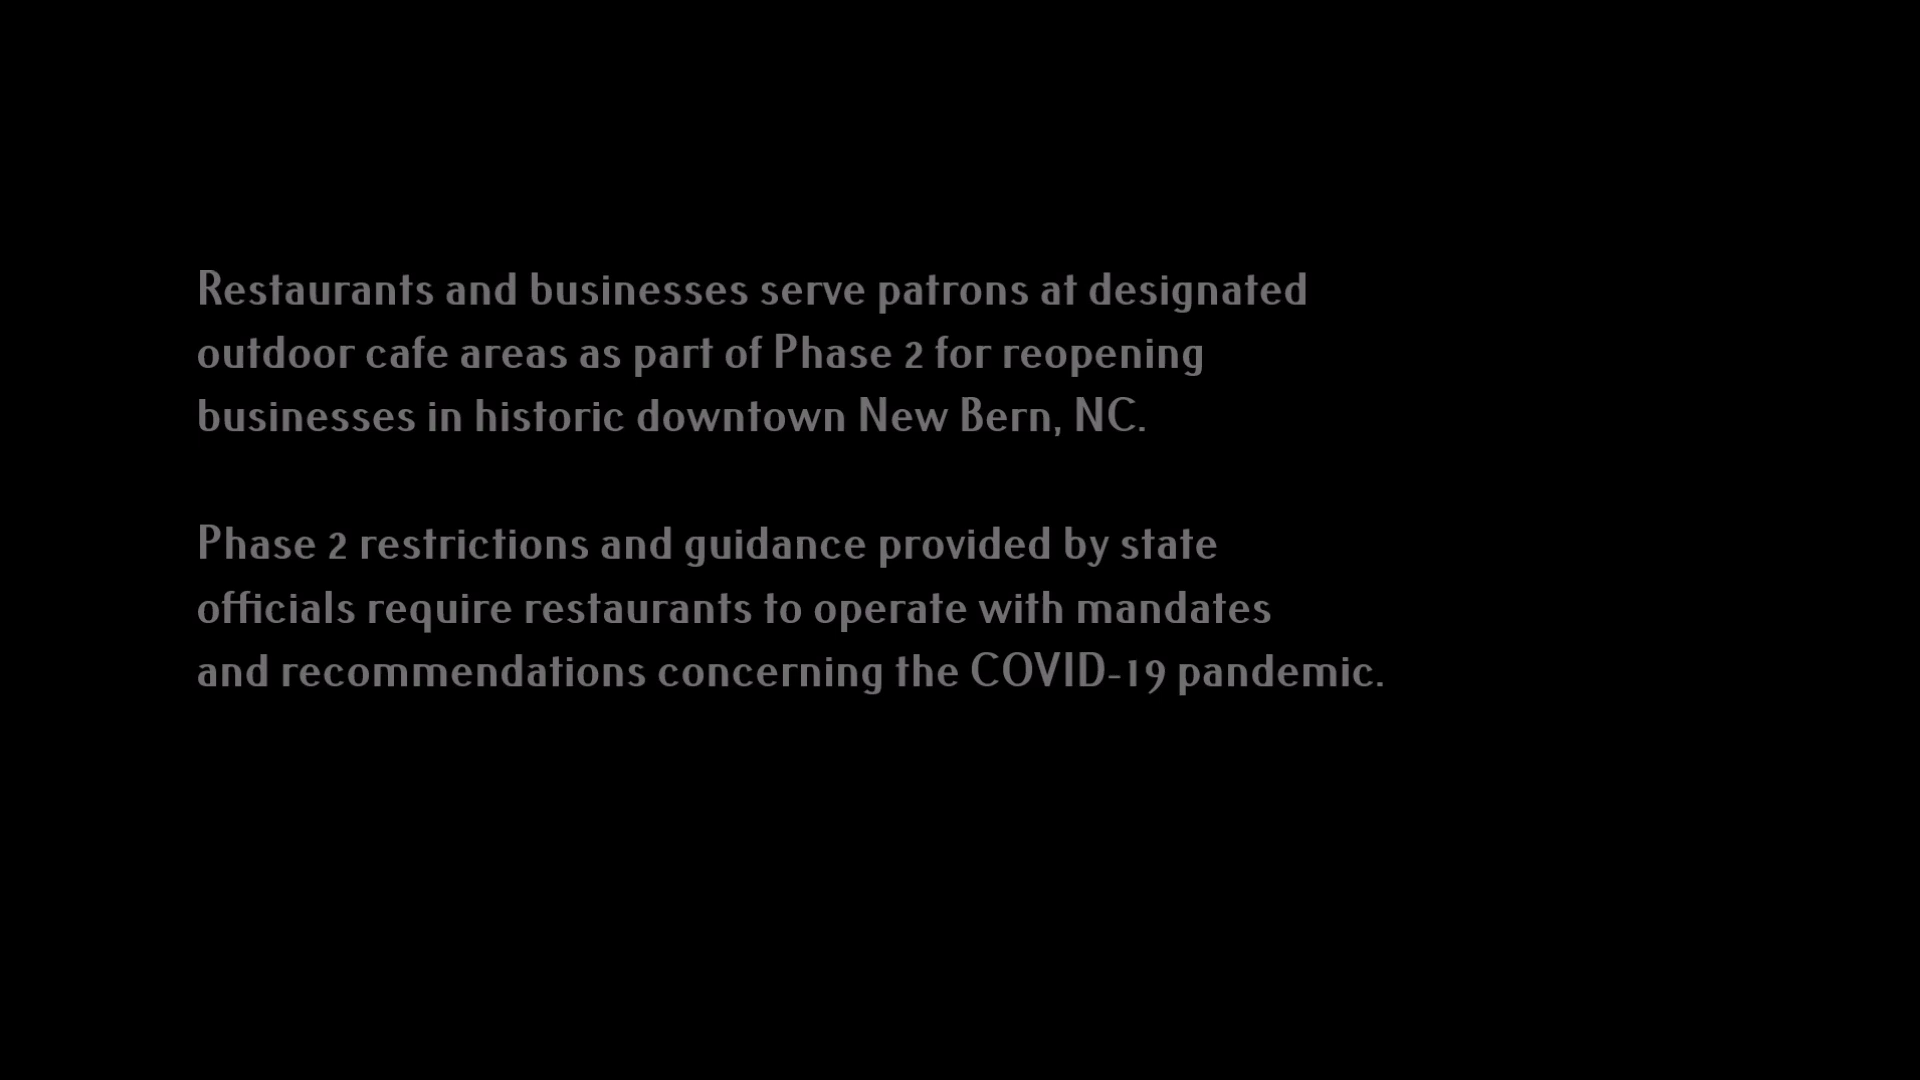 Restaurants and businesses serve patrons at designated
outdoor cafe areas as part of Phase 2 for reopening
businesses in historic downtown New Bern, NC.
Phase 2 restrictions and guidance provided by state
officials require restaurants to operate with mandates
and recommendations concerning the COVID-19 pandemic.